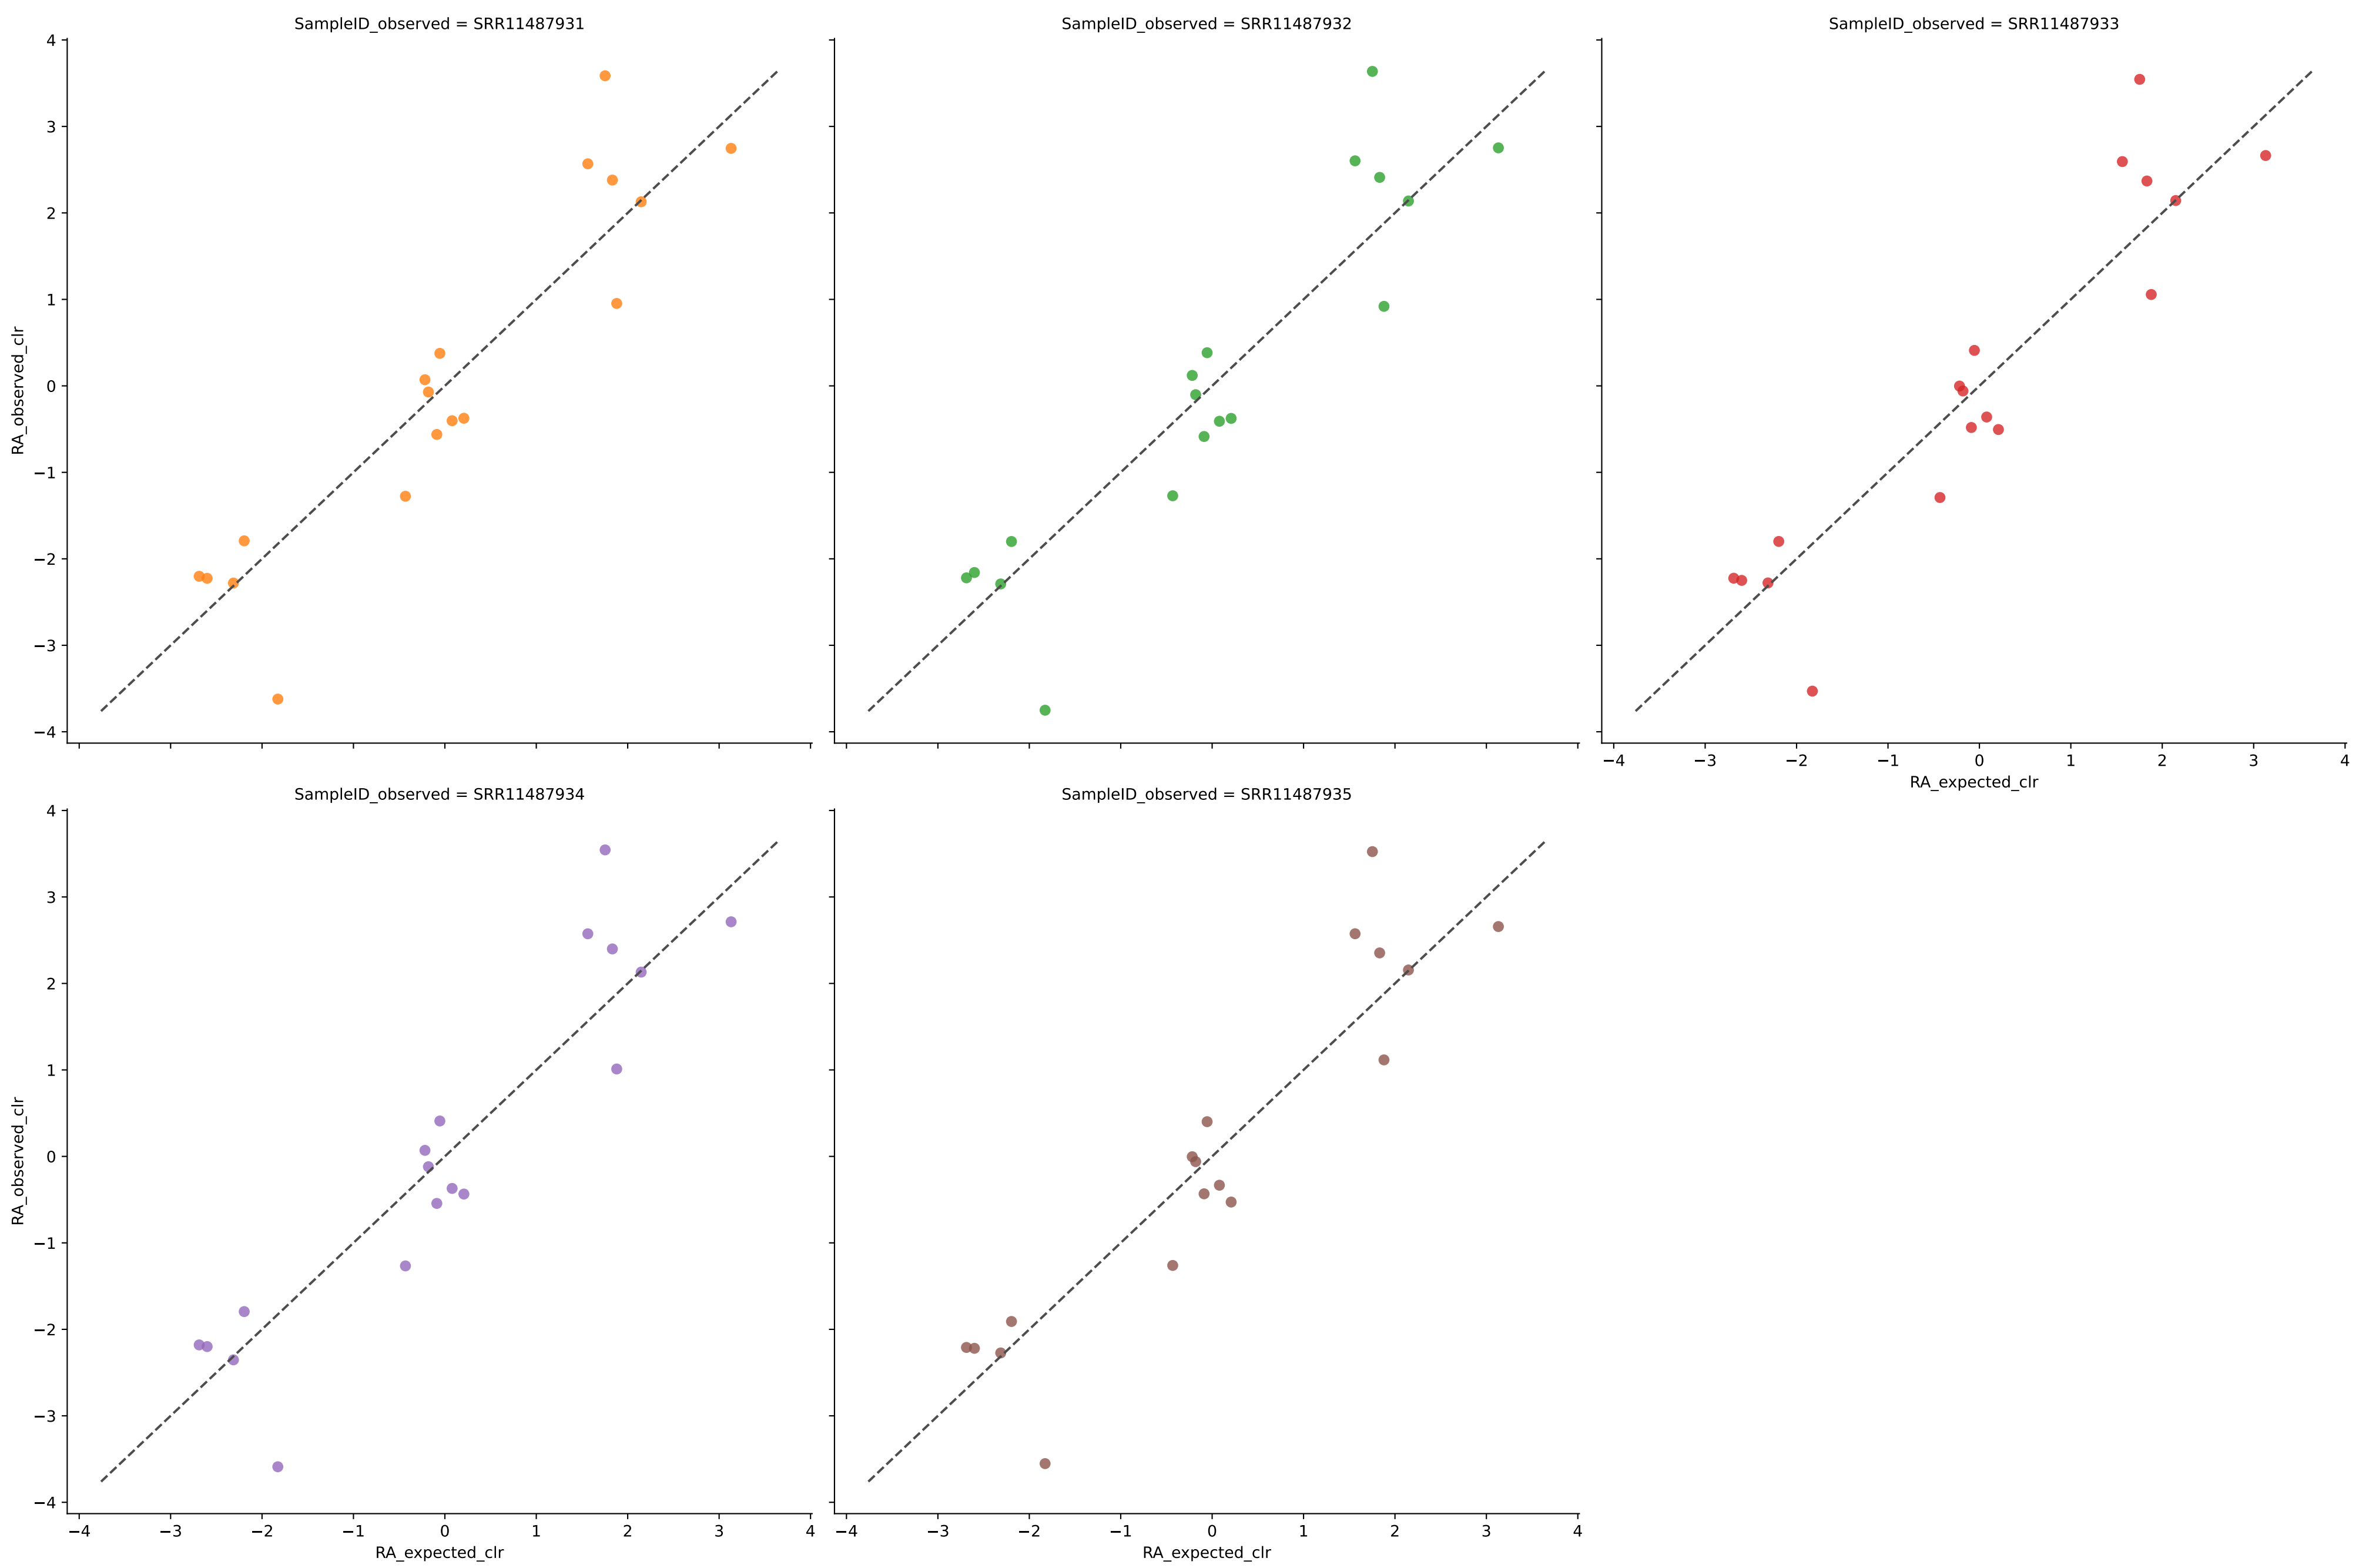 SampleID_observed = SRR11487931
SampleID_observed = SRR11487932
SampleID_observed = SRR11487933
4
3
2
1
0
−1
−2
−3
−4
RA_observed_clr
−4 −3 −2 −1 0 1 2 3 4
RA_expected_clr
SampleID_observed = SRR11487934
SampleID_observed = SRR11487935
4
3
2
1
0
−1
−2
−3
−4
RA_observed_clr
−4 −3 −2 −1 0 1 2 3 4
RA_expected_clr
−4 −3 −2 −1 0 1 2 3 4
RA_expected_clr